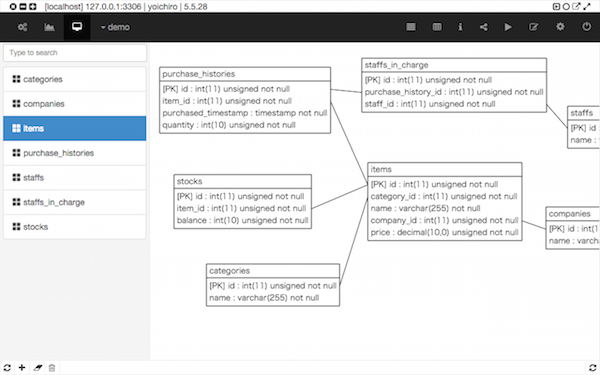 [localhost] 127.0.0.1:3306 | yoichiro | 5.5.28
demo
Type to search
categories
companies
items
purchase_histories
staffs
staffs_in_charge
stocks
purchase_histories
[PK] id : int(11) unsigned not null
item_id : int(11) unsigned not null
purchased_timestamp : timestamp not null
quantity : int(10) unsigned not null
staffs_in_charge
[PK] id : int(11) unsigned not null
purchase_history_id : int(11) unsigned not null
staff_id : int(11) unsigned not null
staffs
[PK] id :
name :
stocks
[PK] id : int(11) unsigned not null
item_id : int(11) unsigned not null
balance : int(10) unsigned not null
items
[PK] id : int(11) unsigned not null
category_id : int(11) unsigned not null
name : varchar(255) not null
company_id : int(11) unsigned not null
price : decimal(10,0) unsigned not null
companies
[PK] id : int(1
name : varchar
categories
[PK] id : int(11) unsigned not null
name : varchar(255) not null